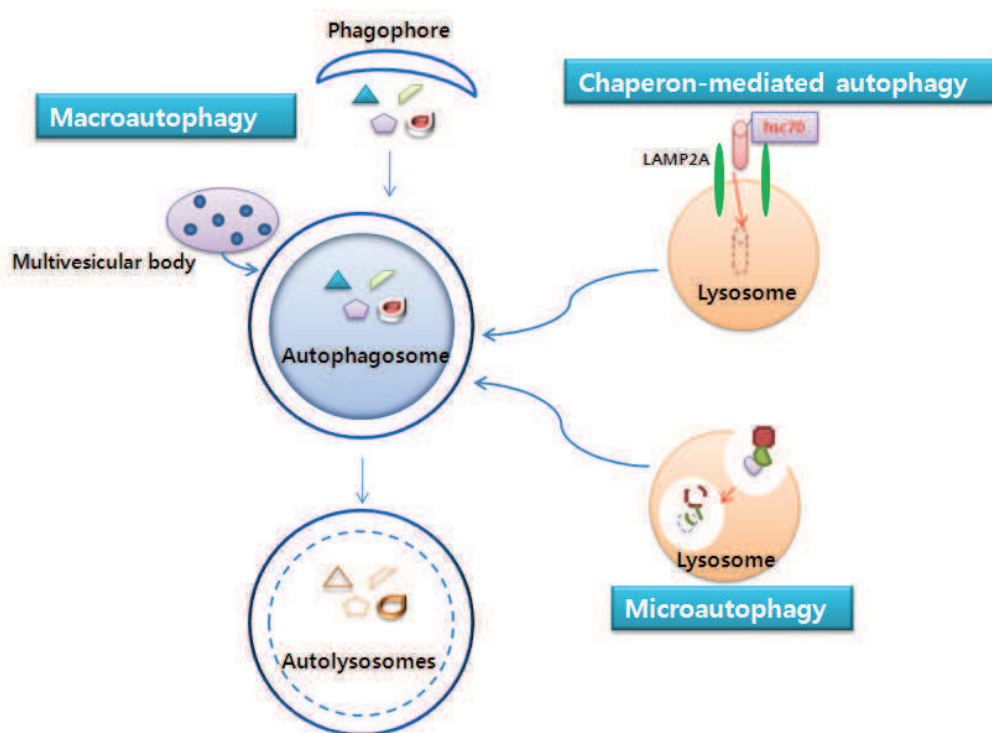 Phagophore
Chaperon-mediated autophagy
Macroautophagy
hsc70
LAMP2A
Multivesicular body
Lysosome
Autophagosome
Lysosome
Microautophagy
Autolysosomes